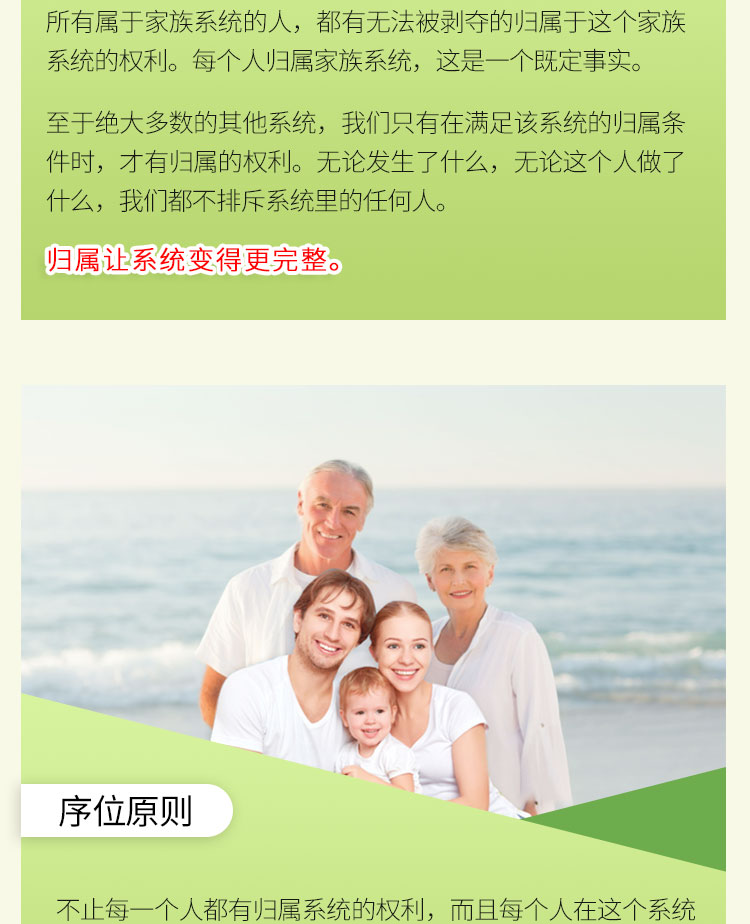 所有属于家族系统的人，都有无法被剥夺的归属于这个家族
系统的权利。每个人归属家族系统，这是一个既定事实。
至于绝大多数的其他系统，我们只有在满足该系统的归属条
件时，才有归属的权利。无论发生了什么，无论这个人做了
什么，我们都不排斥系统里的任何人。
归属让系统变得更完整。
序位原则
不止每一个人都有归属系统的权利，而且每个人在这个系统